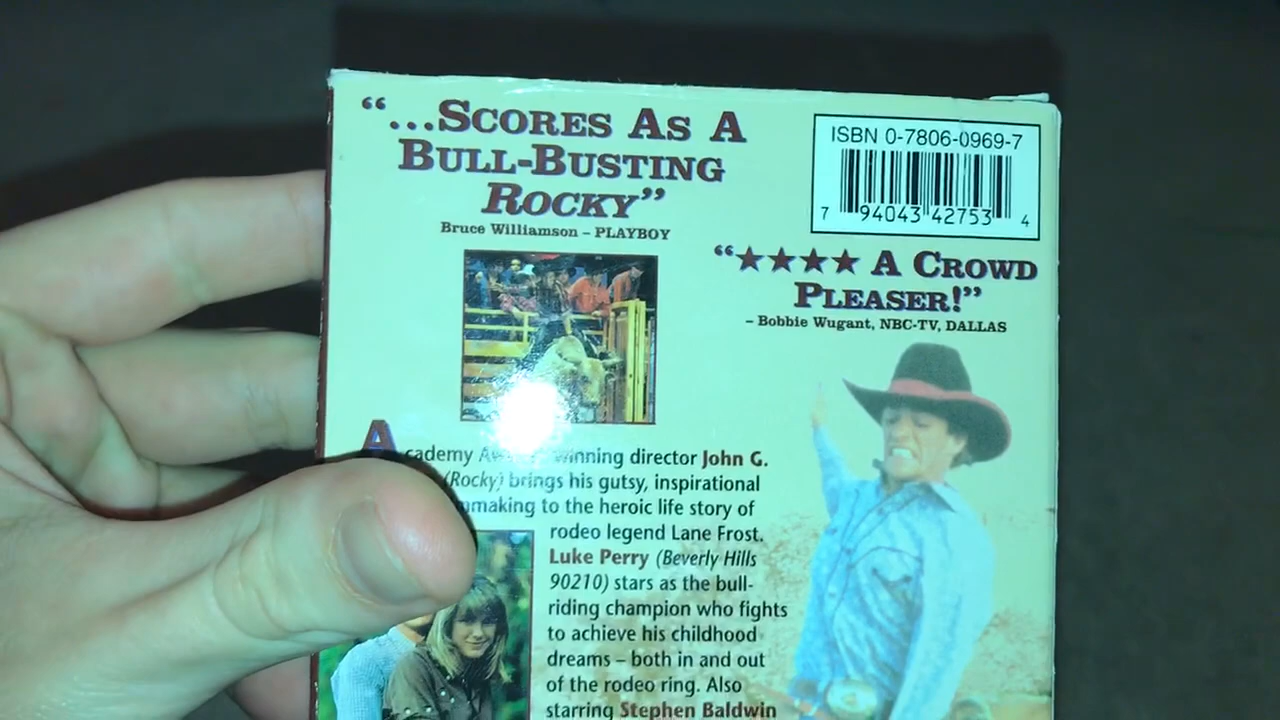 “...SCORES AS A
BULL-BUSTING
ROCKY”
Bruce Williamson – PLAYBOY
ISBN 0-7806-0969-7
7 94043 42753 4
“★★★★ A CROWD
PLEASER!”
– Bobbie Wugant, NBC-TV, DALLAS
Academy winning director John G.
(Rocky) brings his gutsy, inspirational
to the heroic life story of
rodeo legend Lane Frost.
Luke Perry (Beverly Hills
90210) stars as the bull-
riding champion who fights
to achieve his childhood
dreams – both in and out
of the rodeo ring. Also
starring Stephen Baldwin